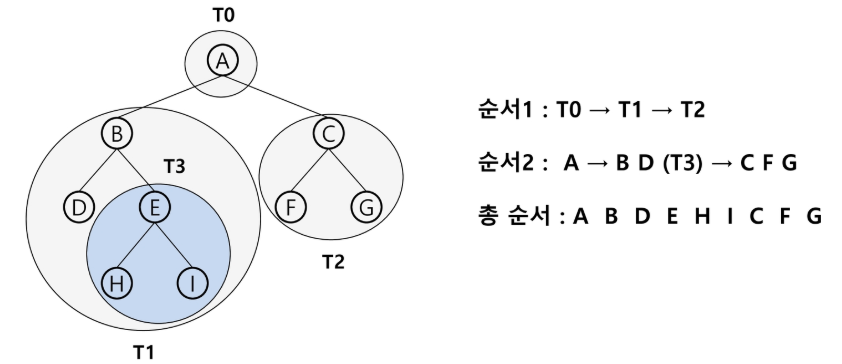 T0
A
B
C
T3
D
E
F
G
H
I
T2
T1
순서1 : T0 → T1 → T2
순서2 : A → B D (T3) → C F G
총 순서 : A B D E H I C F G